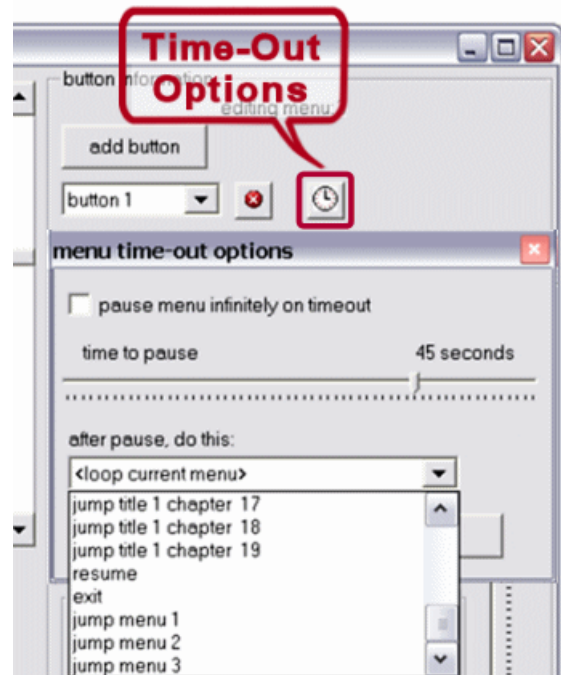 Time-Out
Options
button information
editing menu:
add button
button 1
menu time-out options
pause menu infinitely on timeout
time to pause 45 seconds
after pause, do this:
<loop current menu>
jump title 1 chapter 17
jump title 1 chapter 18
jump title 1 chapter 19
resume
exit
jump menu 1
jump menu 2
jump menu 3